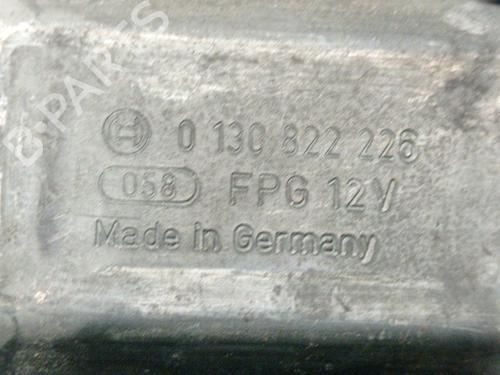 B-PARTS
0 130 822 226
058 FPG 12V
Made in Germany